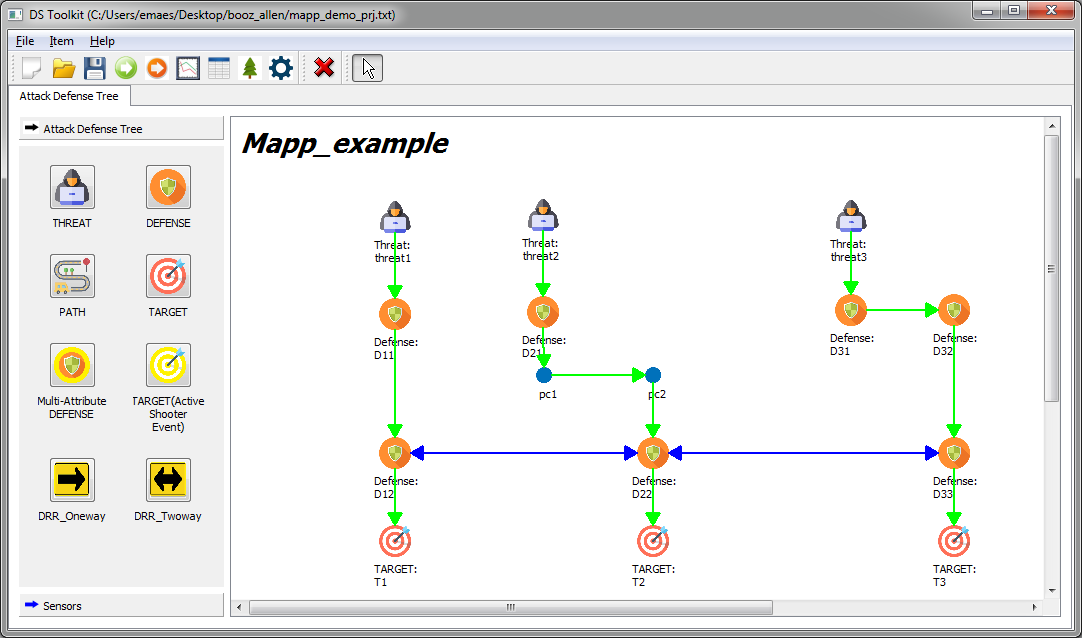 DS Toolkit (C:/Users/emaes/Desktop/booz_allen/mapp_demo_prj.txt)
File Item Help
Attack Defense Tree
Attack Defense Tree
THREAT
DEFENSE
PATH
TARGET
Multi-Attribute
DEFENSE
TARGET(Active
Shooter
Event)
DRR_Oneway
DRR_Twoway
Sensors
Mapp_example
Threat:
threat1
Threat:
threat2
Threat:
threat3
Defense:
D11
Defense:
D21
Defense:
D31
Defense:
D32
pc1
pc2
Defense:
D12
Defense:
D22
Defense:
D33
TARGET:
T1
TARGET:
T2
TARGET:
T3